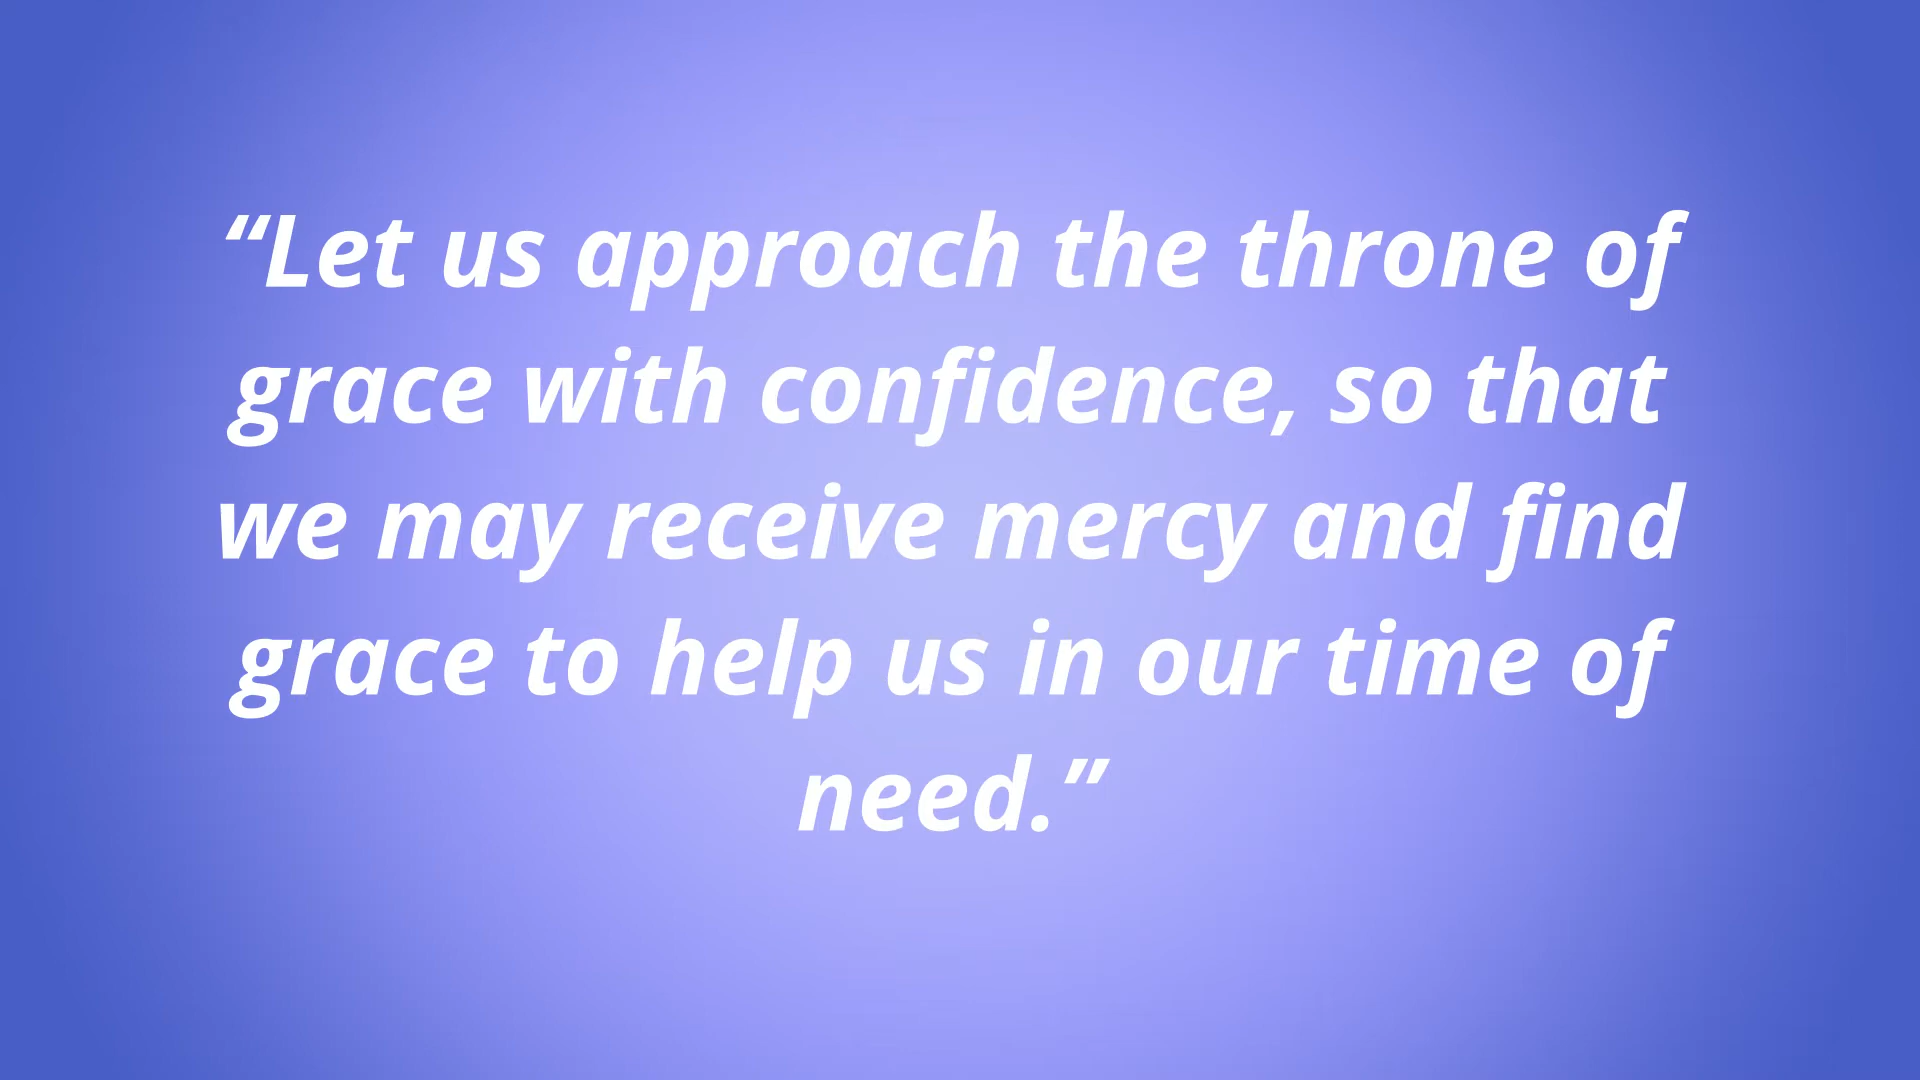 “Let us approach the throne of
grace with confidence, so that
we may receive mercy and find
grace to help us in our time of
need.”